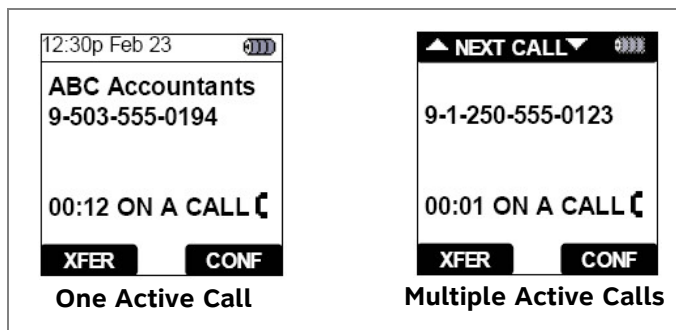 12:30p Feb 23
ABC Accountants
9-503-555-0194
00:12 ON A CALL
XFER CONF
One Active Call
▲ NEXT CALL▼
9-1-250-555-0123
00:01 ON A CALL
XFER CONF
Multiple Active Calls